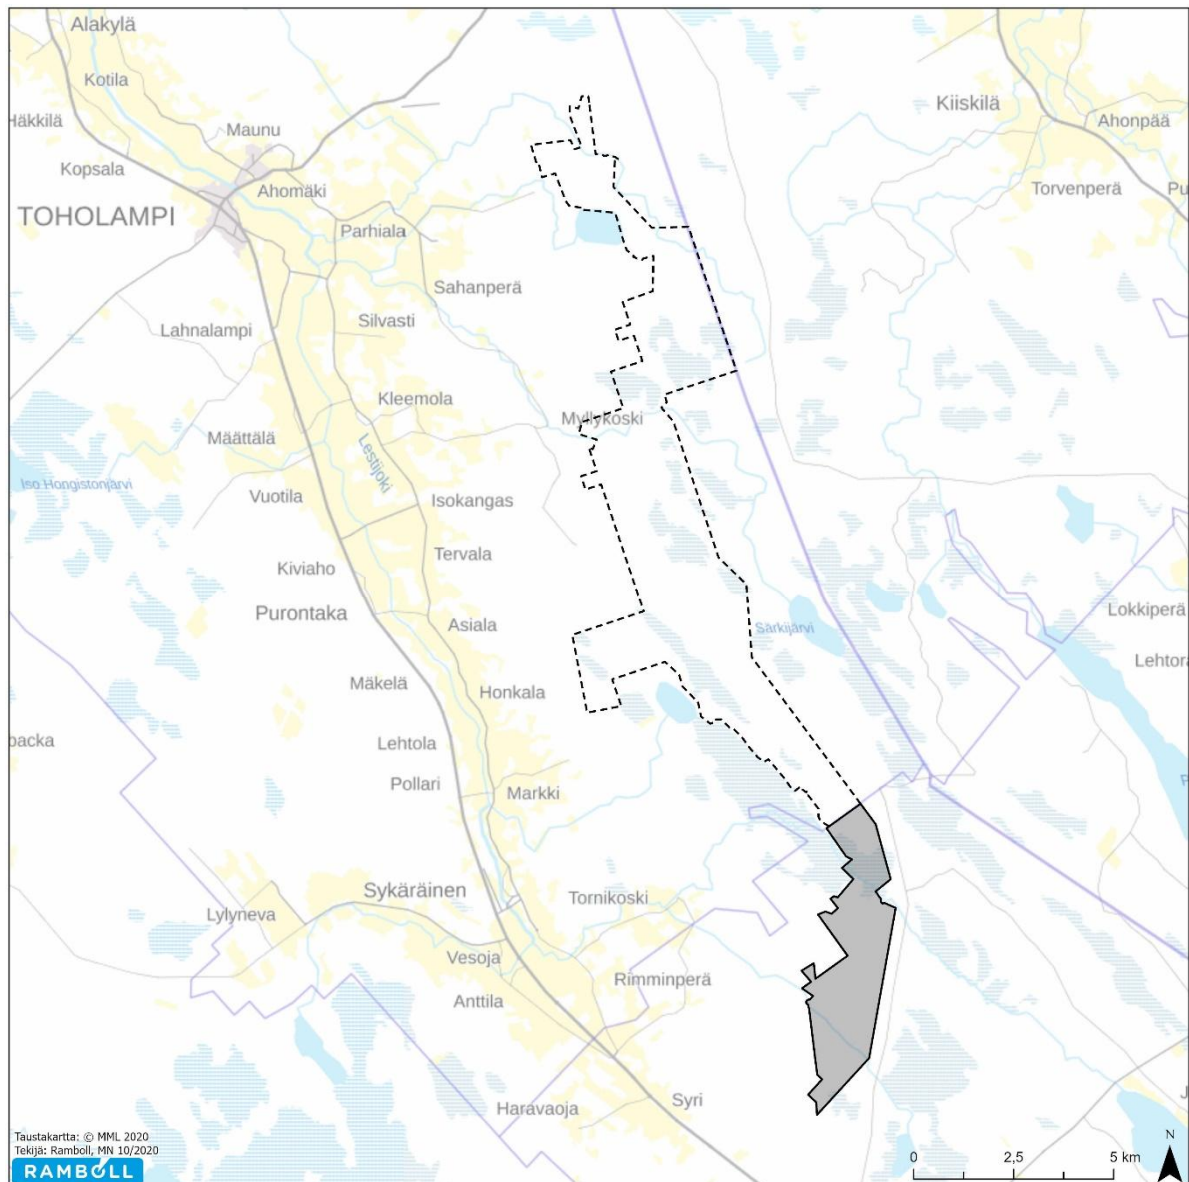 Alakylä
Kotila
Häkkilä
Maunu
Kiiskilä
Ahonpää
Kopsala
Ahomäki
Torvenperä
Pu
TOHOLAMPI
Parhiala
Sahanperä
Silvasti
Lahnalampi
Kleemola
Myllykoski
Määttälä
Lestijoki
Iso Hongistonjärvi
Vuotila
Isokangas
Tervala
Kiviaho
Purontaka
Asiala
Särkijärvi
Lokkiperä
Lehtora
Mäkelä
Honkala
backa
Lehtola
Pollari
Markki
P
Sykäräinen
Tornikoski
Lylyneva
Vesoja
Rimminperä
Anttila
Haravaoja
Syri
J
Taustakartta: © MML 2020
Tekijä: Ramboll, MN 10/2020
RAMBOLL
0 2,5 5 km
N